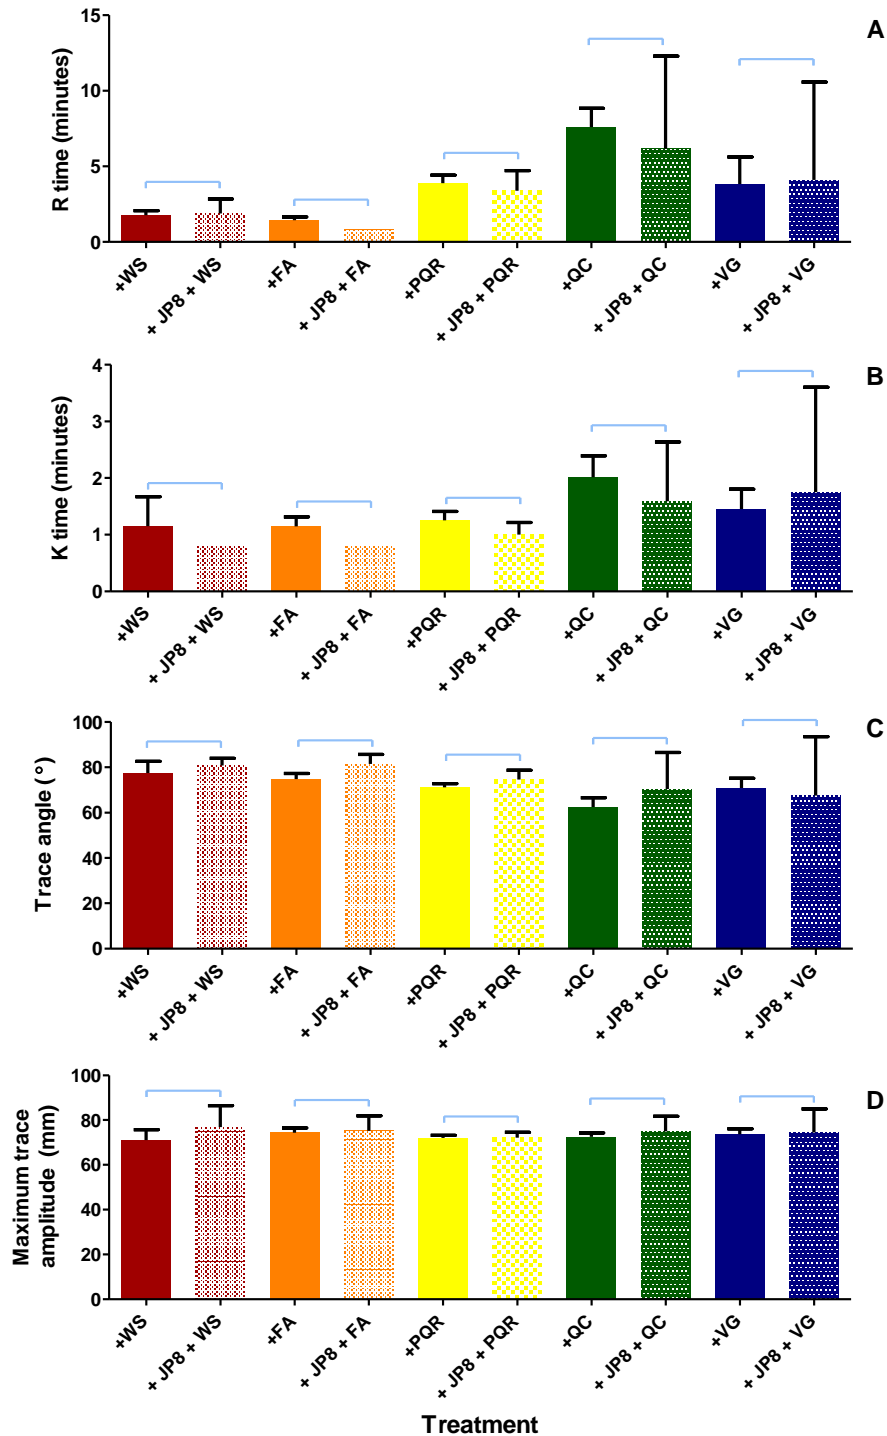 A
R time (minutes)
15
10
5
0
+WS
+ JP8 + WS
+FA
+ JP8 + FA
+PQR
+ JP8 + PQR
+QC
+ JP8 + QC
+VG
+ JP8 + VG
B
K time (minutes)
4
3
2
1
0
+WS
+ JP8 + WS
+FA
+ JP8 + FA
+PQR
+ JP8 + PQR
+QC
+ JP8 + QC
+VG
+ JP8 + VG
C
Trace angle (°)
100
80
60
40
20
0
+WS
+ JP8 + WS
+FA
+ JP8 + FA
+PQR
+ JP8 + PQR
+QC
+ JP8 + QC
+VG
+ JP8 + VG
D
Maximum trace
amplitude (mm)
100
80
60
40
20
0
+WS
+ JP8 + WS
+FA
+ JP8 + FA
+PQR
+ JP8 + PQR
+QC
+ JP8 + QC
+VG
+ JP8 + VG
Treatment